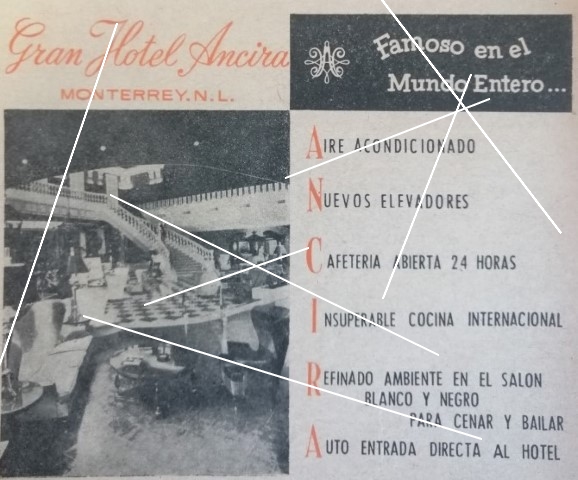 Gran Hotel Ancira
MONTERREY.N.L.
Famoso en el
Mundo Entero...
AIRE ACONDICIONADO
NUEVOS ELEVADORES
CAFETERIA ABIERTA 24 HORAS
INSUPERABLE COCINA INTERNACIONAL
REFINADO AMBIENTE EN EL SALON
BLANCO Y NEGRO
PARA CENAR Y BAILAR
AUTO ENTRADA DIRECTA AL HOTEL